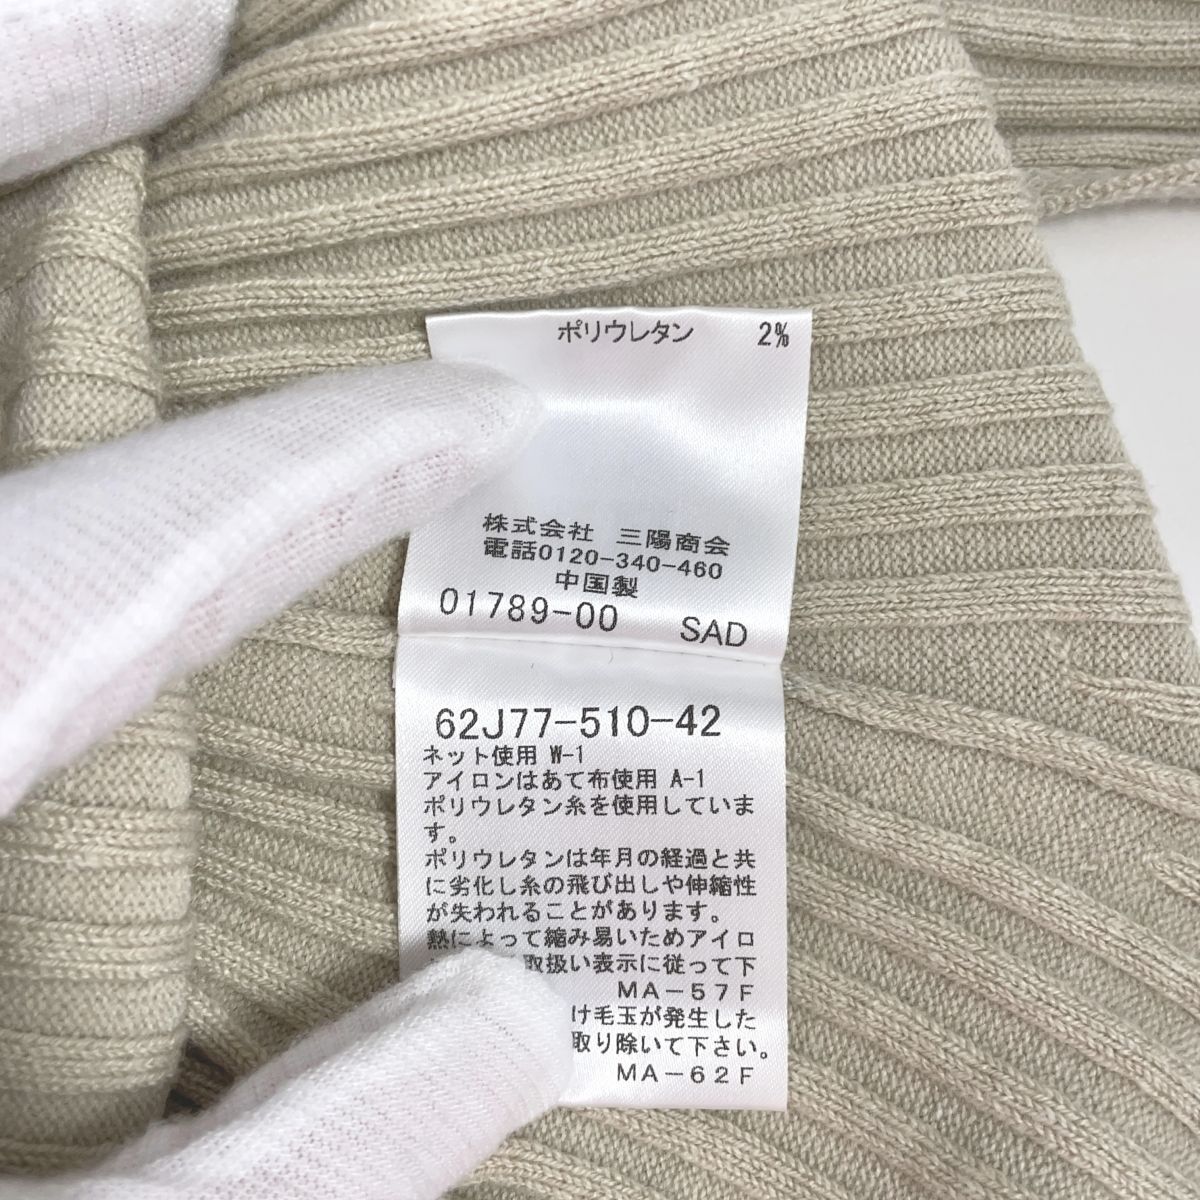 ポリウレタン 2%
株式会社 三陽商会
電話0120-340-460
中国製
01789-00 SAD
62J77-510-42
ネット使用 W-1
アイロンはあて布使用 A-1
ポリウレタン糸を使用していま
す。
ポリウレタンは年月の経過と共
に劣化し糸の飛び出しや伸縮性
が失われることがあります。
熱によって縮み易いためアイロ
取扱い表示に従って下
MA-57F
け毛玉が発生した
取り除いて下さい。
MA-62F